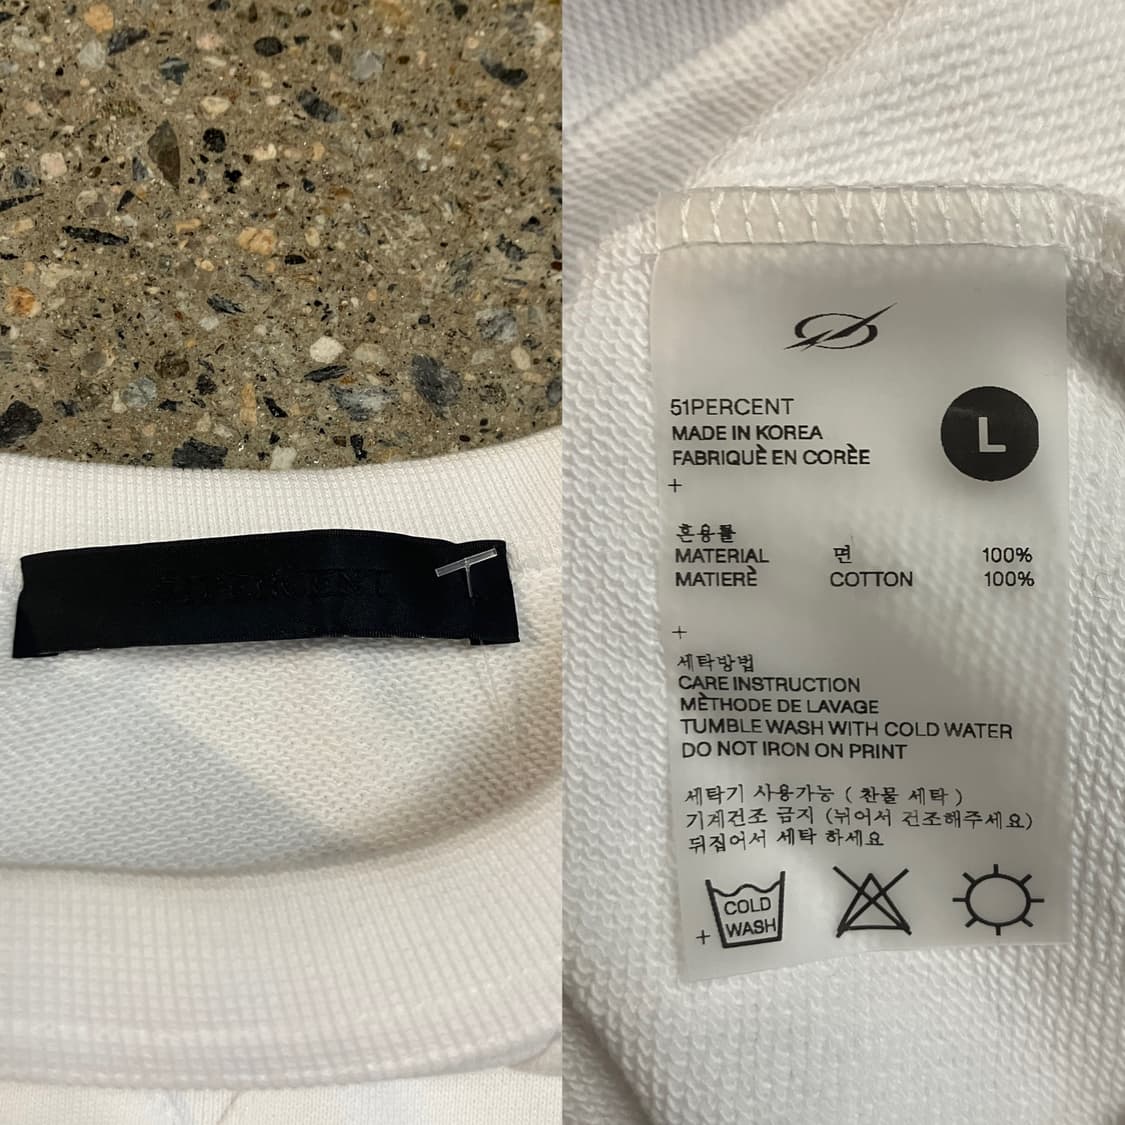 51PERCENT
51PERCENT
MADE IN KOREA
FABRIQUÈ EN CORÈE
L
+
혼용률
MATERIAL 면 100%
MATIERÈ COTTON 100%
+
세탁방법
CARE INSTRUCTION
MÈTHODE DE LAVAGE
TUMBLE WASH WITH COLD WATER
DO NOT IRON ON PRINT
세탁기 사용가능 ( 찬물 세탁 )
기계건조 금지 (뉘어서 건조해주세요)
뒤집어서 세탁 하세요
+ COLD
WASH